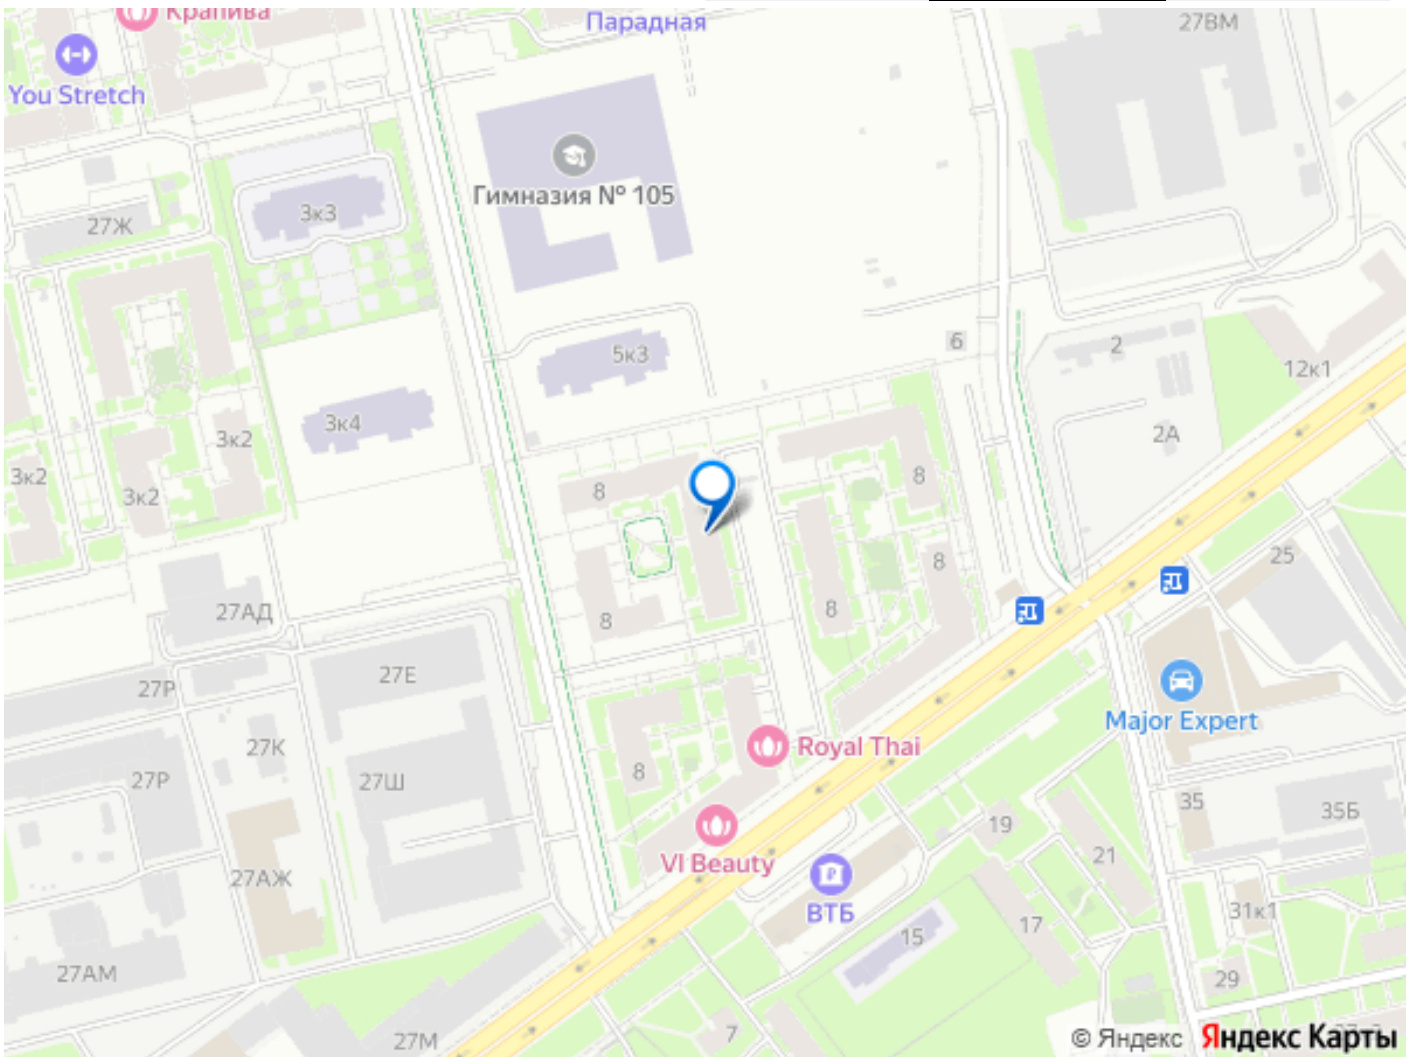 Крапива
Парадная
27ВМ
You Stretch
Гимназия № 105
3к3
27Ж
5к3
6
2
12к1
3к4
3к2
2А
3к2
3к2
8
8
8
25
27АД
8
8
27Е
27Р
Major Expert
27К
Royal Thai
27Р
27Ш
8
35
35Б
19
VI Beauty
21
27АЖ
ВТБ
31к1
17
15
27АМ
29
7
27М
© Яндекс
Яндекс Карты